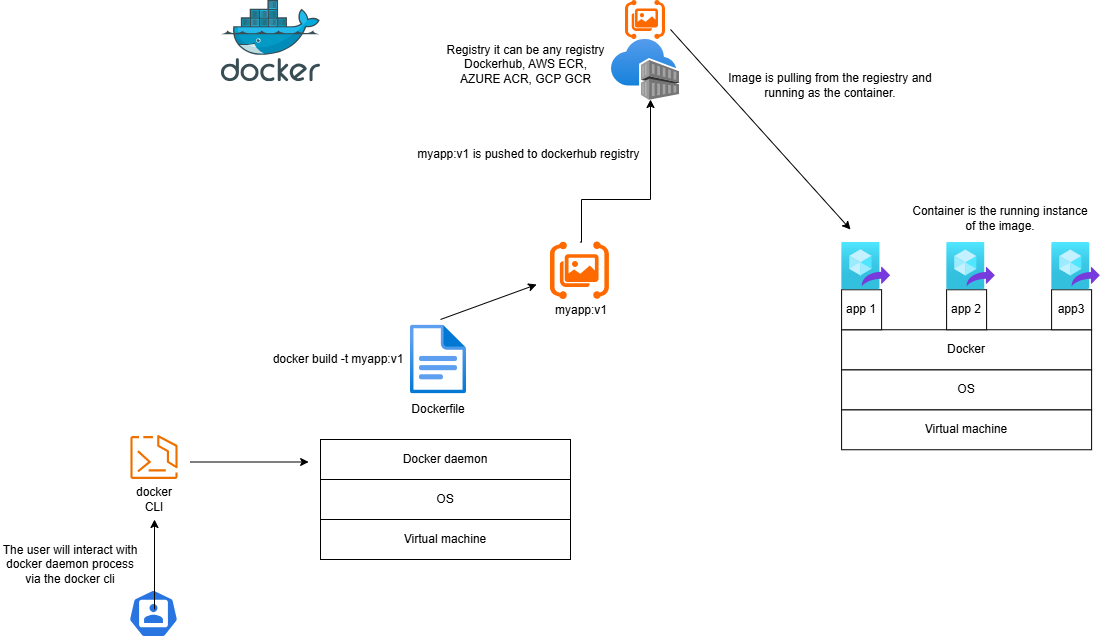 docker
Registry it can be any registry
Dockerhub, AWS ECR,
AZURE ACR, GCP GCR
Image is pulling from the registry and
running as the container.
myapp:v1 is pushed to dockerhub registry
Container is the running instance
of the image.
myapp:v1
app 1
app 2
app3
Docker
OS
Virtual machine
docker build -t myapp:v1
Dockerfile
Docker daemon
OS
Virtual machine
docker
CLI
The user will interact with
docker daemon process
via the docker cli